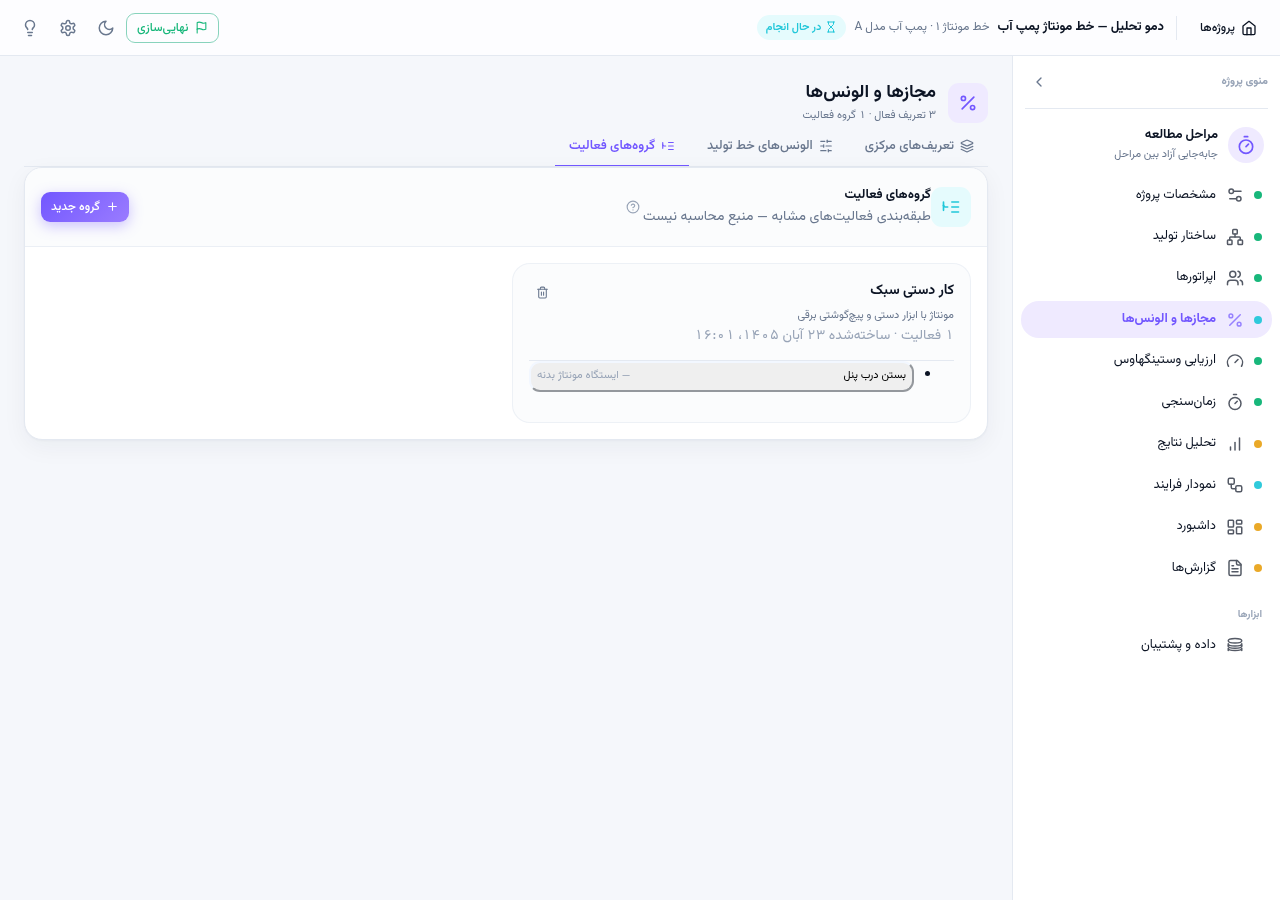 پروژه‌ها
دمو تحلیل — خط مونتاژ پمپ آب
خط مونتاژ ۱ · پمپ آب مدل A
در حال انجام
نهایی‌سازی
منوی پروژه
مراحل مطالعه
جابه‌جایی آزاد بین مراحل
مشخصات پروژه
ساختار تولید
اپراتورها
مجازها و الونس‌ها
ارزیابی وستینگهاوس
زمان‌سنجی
تحلیل نتایج
نمودار فرایند
داشبورد
گزارش‌ها
ابزارها
داده و پشتیبان
مجازها و الونس‌ها
۳ تعریف فعال · ۱ گروه فعالیت
تعریف‌های مرکزی
الونس‌های خط تولید
گروه‌های فعالیت
گروه‌های فعالیت
طبقه‌بندی فعالیت‌های مشابه — منبع محاسبه نیست
گروه جدید
کار دستی سبک
مونتاژ با ابزار دستی و پیچ‌گوشتی برقی
۱ فعالیت · ساخته‌شده ۲۳ آبان ۱۴۰۵، ۱۶:۰۱
بستن درب پنل
— ایستگاه مونتاژ بدنه